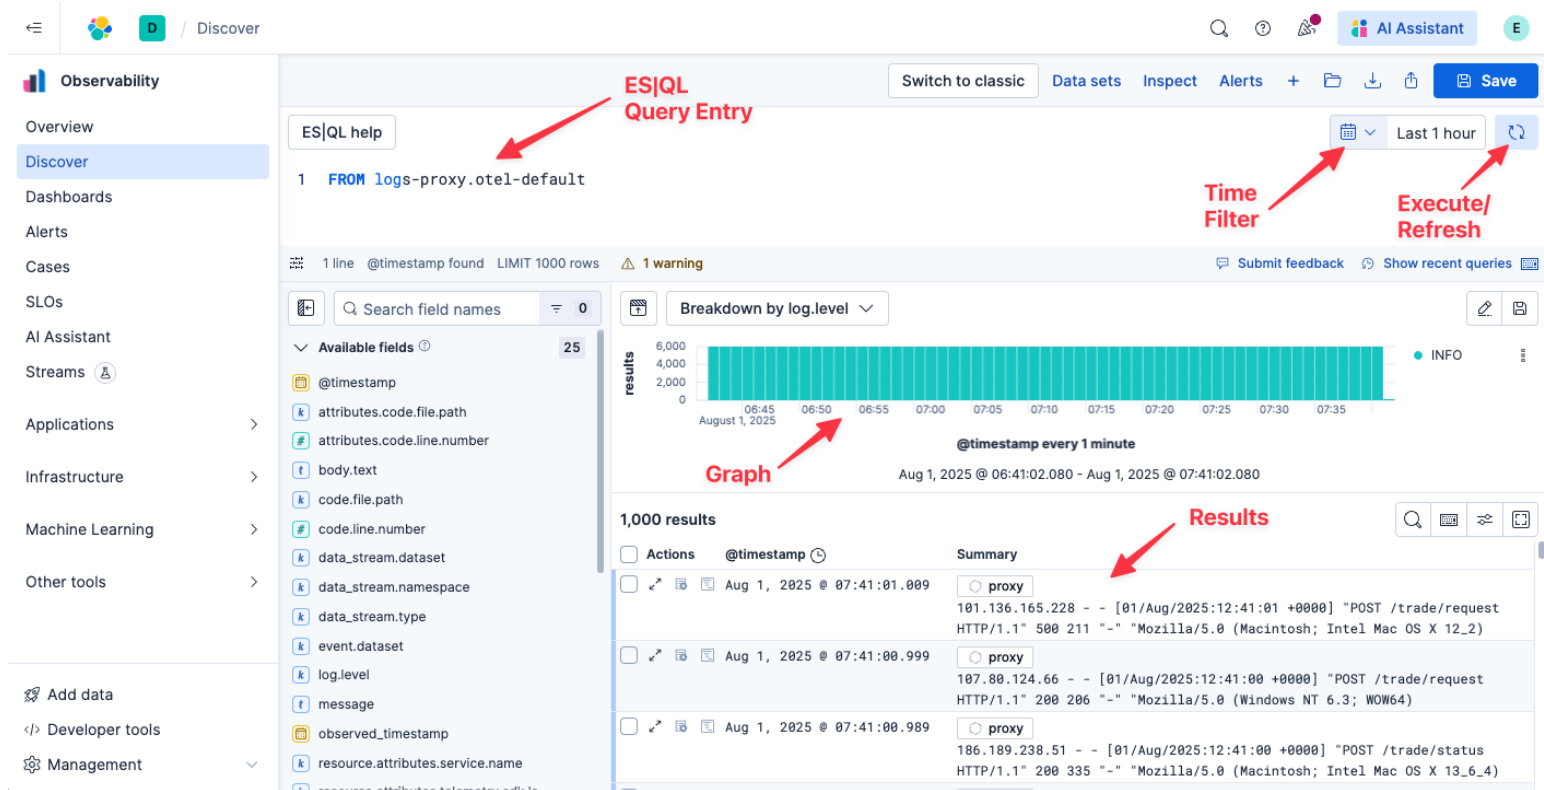 D / Discover
AI Assistant
E
Observability
Overview
Discover
Dashboards
Alerts
Cases
SLOs
AI Assistant
Streams
Applications
Infrastructure
Machine Learning
Other tools
Add data
Developer tools
Management
Switch to classic
Data sets
Inspect
Alerts
Save
ES|QL
Query Entry
ES|QL help
Last 1 hour
1 FROM logs-proxy.otel-default
Time
Filter
Execute/
Refresh
1 line @timestamp found LIMIT 1000 rows 1 warning
Submit feedback Show recent queries
Search field names 0
Available fields 25
@timestamp
k attributes.code.file.path
# attributes.code.line.number
t body.text
k code.file.path
# code.line.number
k data_stream.dataset
k data_stream.namespace
k data_stream.type
k event.dataset
k log.level
t message
observed_timestamp
k resource.attributes.service.name
Breakdown by log.level
results
6,000
4,000
2,000
0
INFO
06:45 06:50 06:55 07:00 07:05 07:10 07:15 07:20 07:25 07:30 07:35
August 1, 2025
@timestamp every 1 minute
Aug 1, 2025 @ 06:41:02.080 - Aug 1, 2025 @ 07:41:02.080
Graph
1,000 results
Results
Actions @timestamp Summary
Aug 1, 2025 @ 07:41:01.009 proxy
101.136.165.228 - - [01/Aug/2025:12:41:01 +0000] "POST /trade/request
HTTP/1.1" 500 211 "-" "Mozilla/5.0 (Macintosh; Intel Mac OS X 12_2)
Aug 1, 2025 @ 07:41:00.999 proxy
107.80.124.66 - - [01/Aug/2025:12:41:00 +0000] "POST /trade/request
HTTP/1.1" 200 206 "-" "Mozilla/5.0 (Windows NT 6.3; WOW64)
Aug 1, 2025 @ 07:41:00.989 proxy
186.189.238.51 - - [01/Aug/2025:12:41:00 +0000] "POST /trade/status
HTTP/1.1" 200 335 "-" "Mozilla/5.0 (Macintosh; Intel Mac OS X 13_6_4)